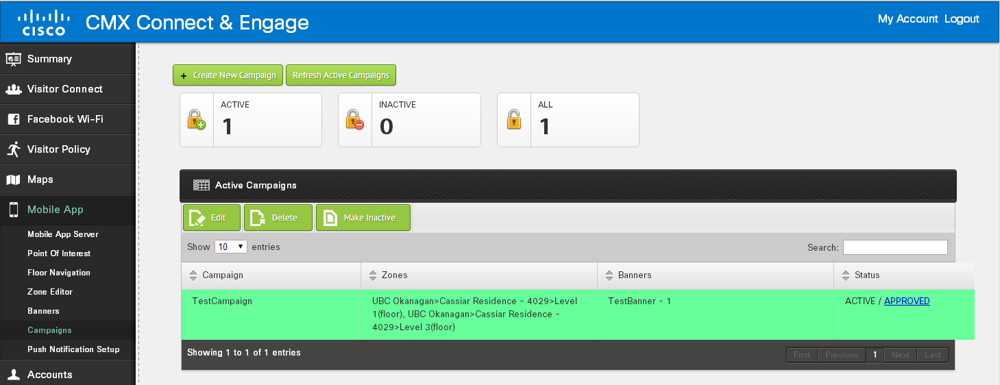 CISCO CMX Connect & Engage My Account Logout
Summary
Visitor Connect
Facebook Wi-Fi
Visitor Policy
Maps
Mobile App
Mobile App Server
Point Of Interest
Floor Navigation
Zone Editor
Banners
Campaigns
Push Notification Setup
Accounts
+ Create New Campaign Refresh Active Campaigns
ACTIVE
1
INACTIVE
0
ALL
1
Active Campaigns
Edit Delete Make Inactive
Show 10 entries Search:
Campaign Zones Banners Status
TestCampaign UBC Okanagan>Cassiar Residence - 4029>Level TestBanner - 1 ACTIVE / APPROVED
1(floor), UBC Okanagan>Cassiar Residence -
4029>Level 3(floor)
Showing 1 to 1 of 1 entries First Previous 1 Next Last